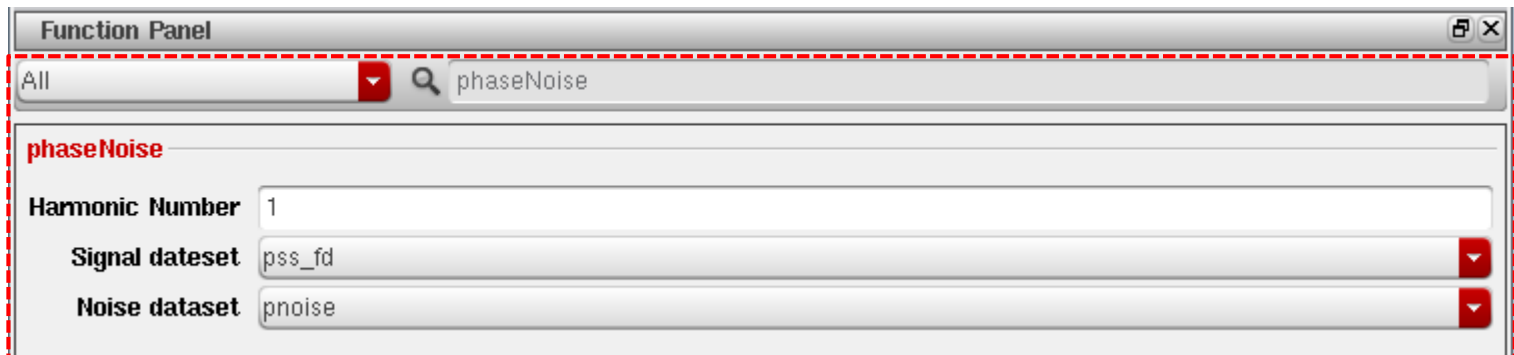 Function Panel
All phaseNoise
phaseNoise
Harmonic Number 1
Signal dateset pss_fd
Noise dataset pnoise